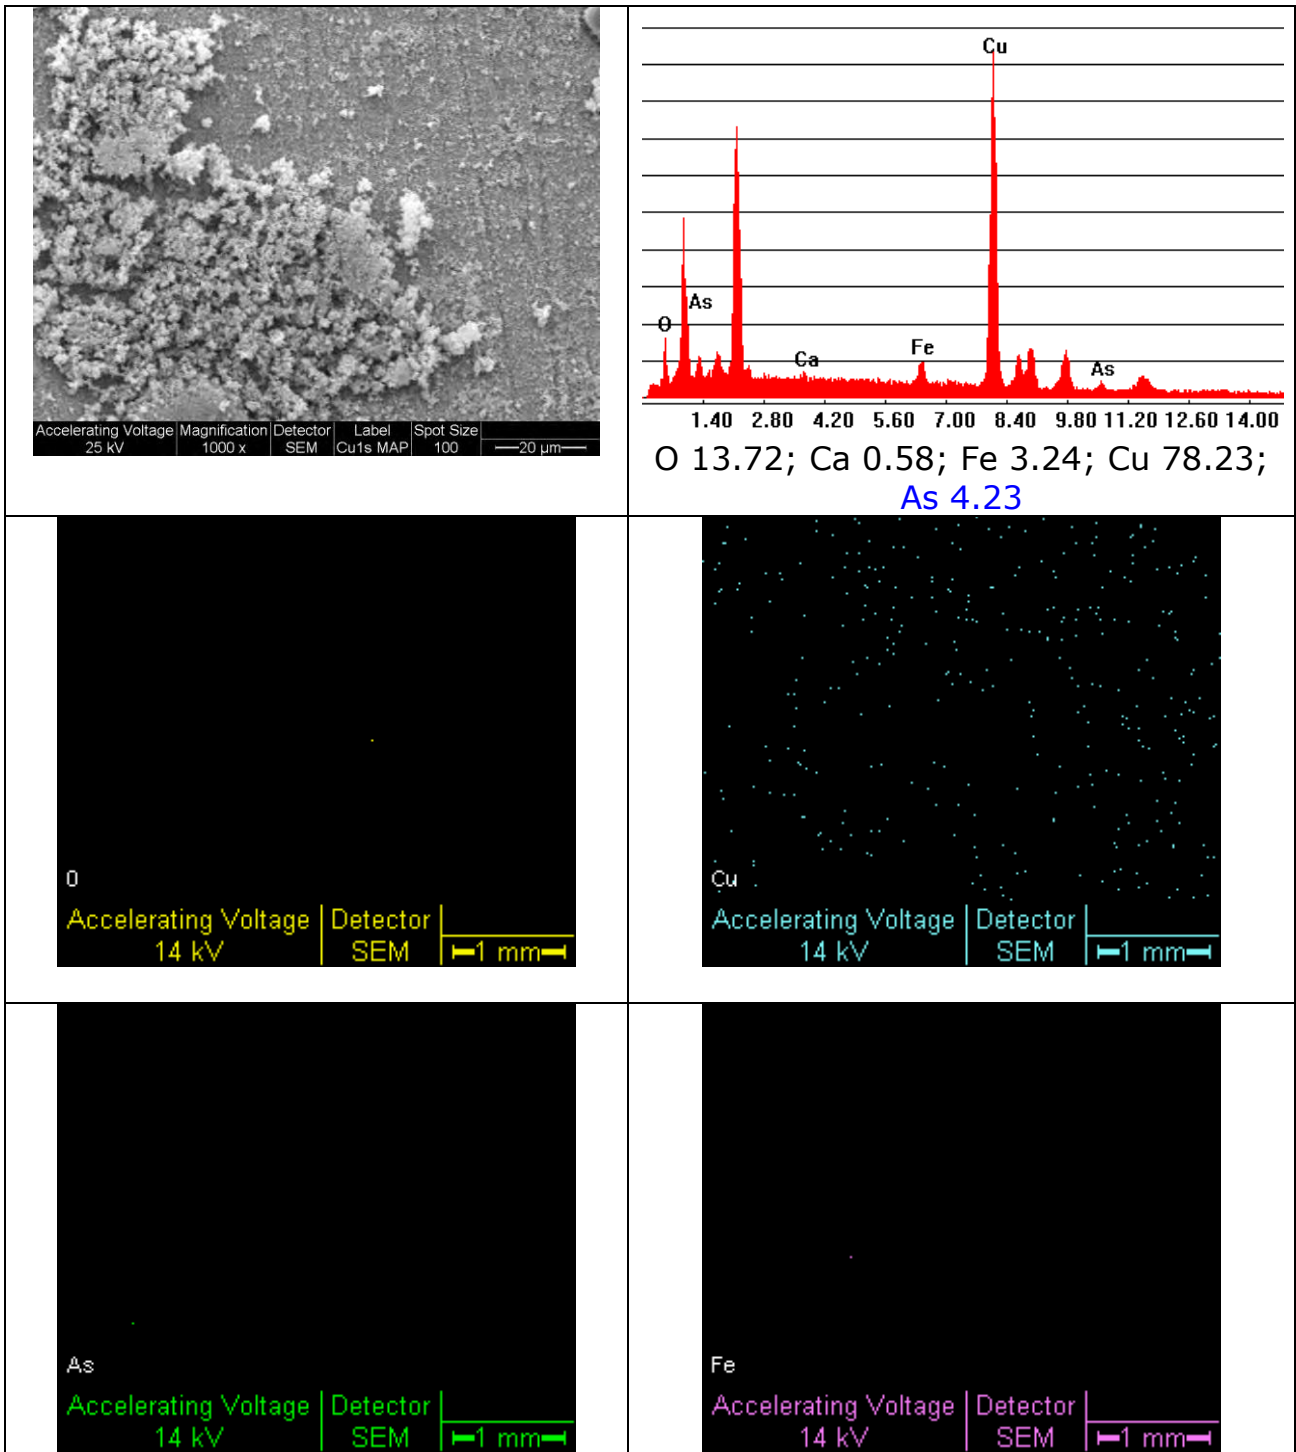 Accelerating Voltage Magnification Detector Label Spot Size
25 kV 1000 x SEM Cu1s MAP 100 20 µm
Cu
As
O
Ca
Fe
As
1.40 2.80 4.20 5.60 7.00 8.40 9.80 11.20 12.60 14.00
O 13.72; Ca 0.58; Fe 3.24; Cu 78.23;
As 4.23
O
Accelerating Voltage Detector
14 kV SEM 1 mm
Cu
Accelerating Voltage Detector
14 kV SEM 1 mm
As
Accelerating Voltage Detector
14 kV SEM 1 mm
Fe
Accelerating Voltage Detector
14 kV SEM 1 mm